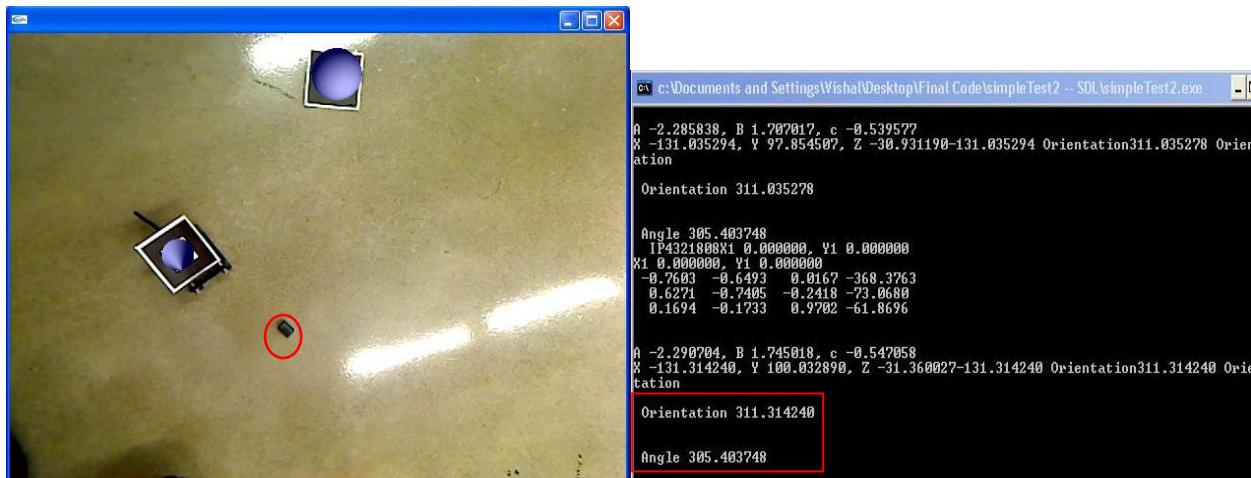 c:\Documents and Settings\Vishal\Desktop\Final Code\simpleTest2 -- SDL\simpleTest2.exe
A -2.285838, B 1.707017, c -0.539577
X -131.035294, Y 97.854507, Z -30.931190-131.035294 Orientation311.035278 Orien
ation
Orientation 311.035278
Angle 305.403748
IP4321808X1 0.000000, Y1 0.000000
X1 0.000000, Y1 0.000000
-0.7603 -0.6493 0.0167 -368.3763
0.6271 -0.7405 -0.2418 -73.0680
0.1694 -0.1733 0.9702 -61.8696
A -2.290704, B 1.745018, c -0.547058
X -131.314240, Y 100.032890, Z -31.360027-131.314240 Orientation311.314240 Orie
tation
Orientation 311.314240
Angle 305.403748